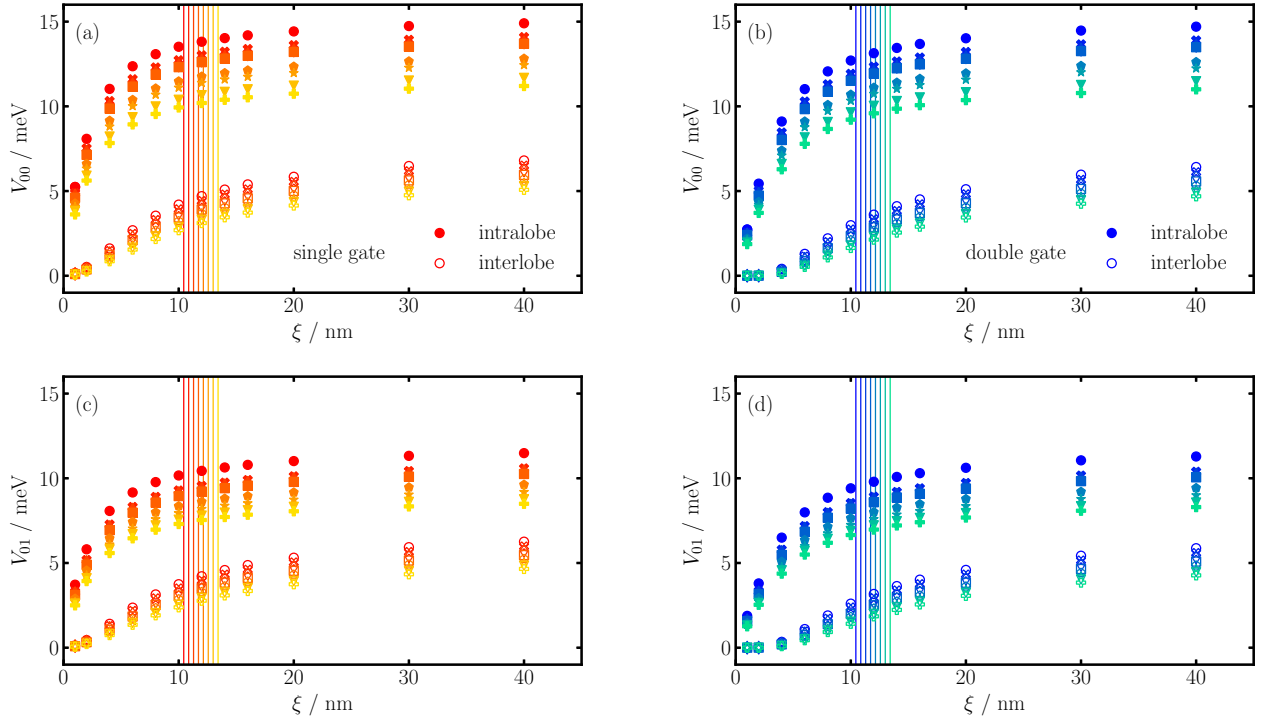 (a)
15
10
5
0
V00 / meV
single gate
intralobe
interlobe
0 10 20 30 40
ξ / nm
(b)
15
10
5
0
V00 / meV
double gate
intralobe
interlobe
0 10 20 30 40
ξ / nm
(c)
15
10
5
0
V01 / meV
0 10 20 30 40
ξ / nm
(d)
15
10
5
0
V01 / meV
0 10 20 30 40
ξ / nm